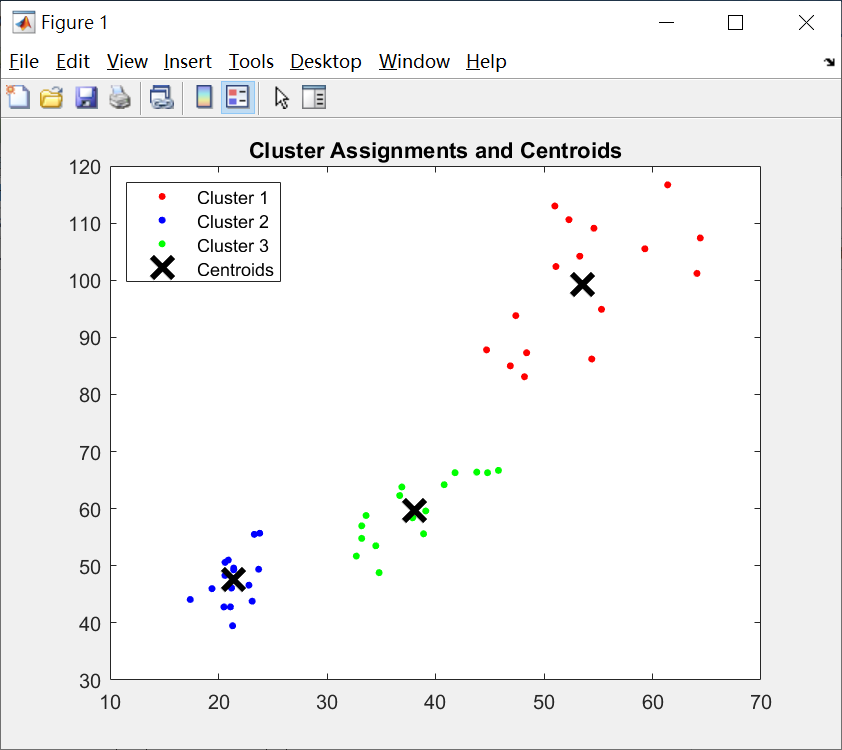 Figure 1
File Edit View Insert Tools Desktop Window Help
Cluster Assignments and Centroids
120
110
100
90
80
70
60
50
40
30
Cluster 1
Cluster 2
Cluster 3
Centroids
10 20 30 40 50 60 70